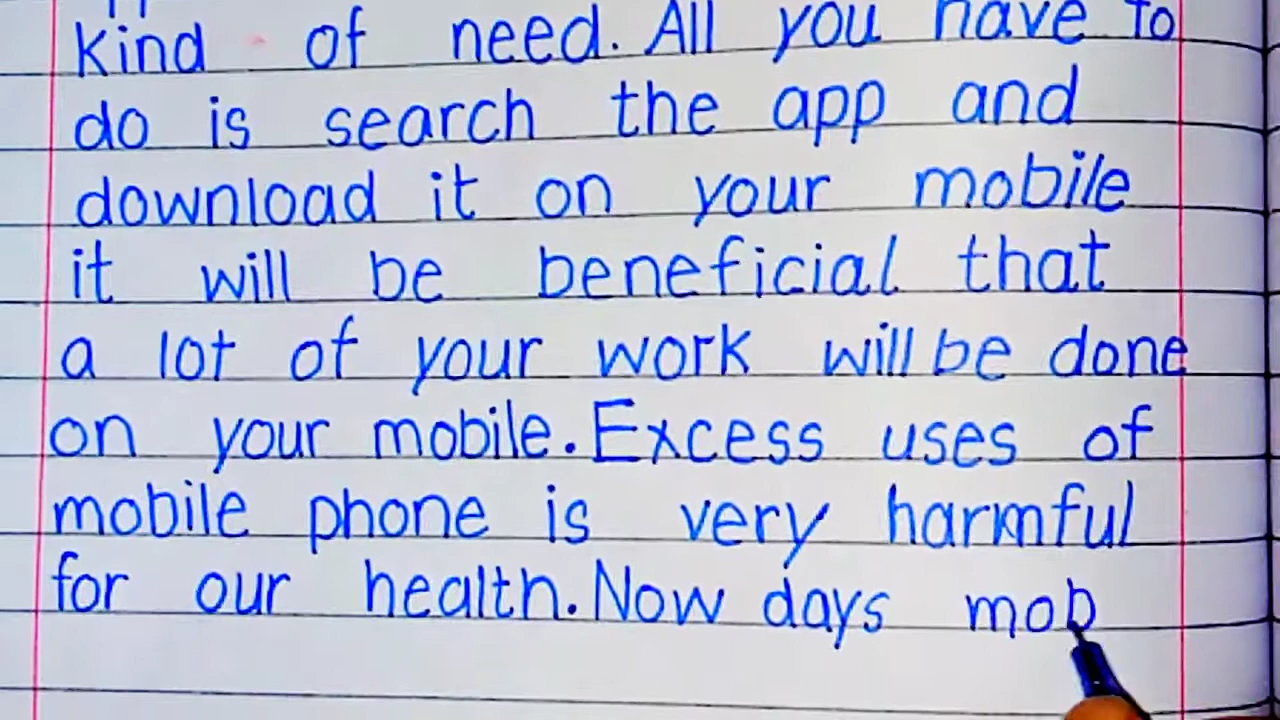 kind of need. All you have to
do is search the app and
download it on your mobile
it will be beneficial that
a lot of your work will be done
on your mobile. Excess uses of
mobile phone is very harmful
for our health. Now days mob